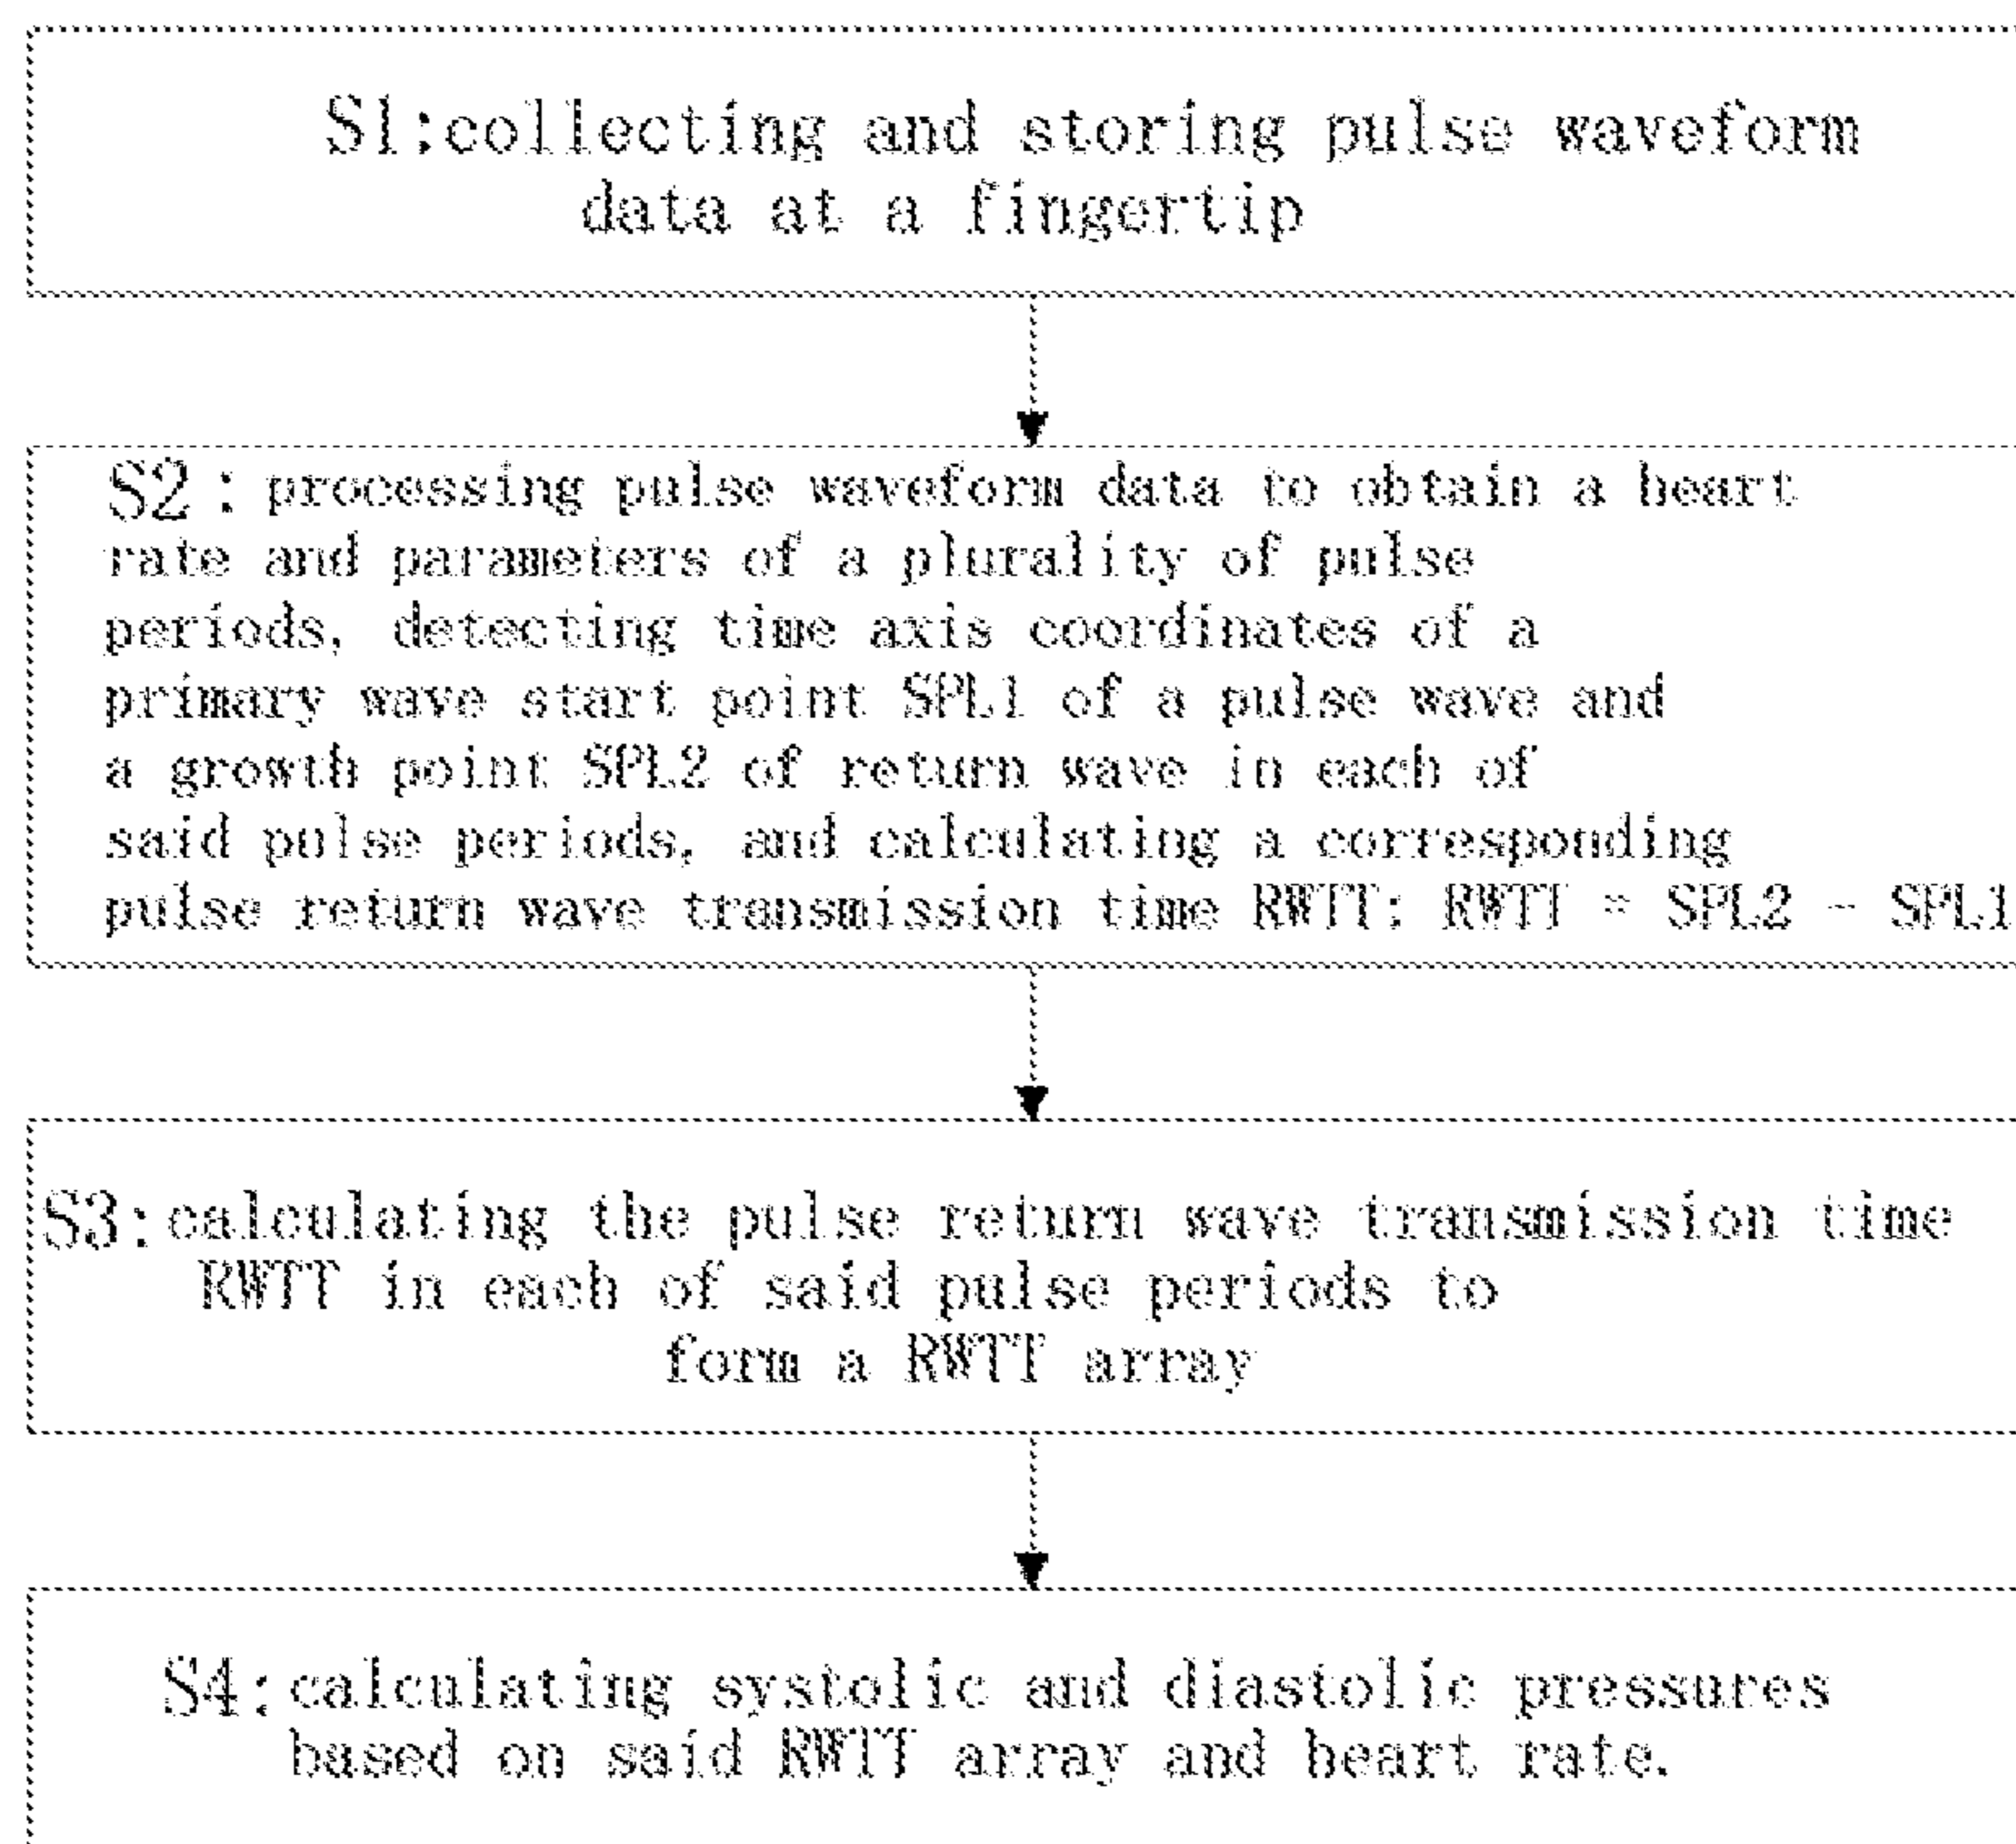 S1:collecting and storing pulse waveform
data at a fingertip
S2: processing pulse waveform data to obtain a heart
rate and parameters of a plurality of pulse
periods, detecting time axis coordinates of a
primary wave start point SPL1 of a pulse wave and
a growth point SPL2 of return wave in each of
said pulse periods, and calculating a corresponding
pulse return wave transmission time RWTT: RWTT = SPL2 - SPL1
S3:calculating the pulse return wave transmission time
RWTT in each of said pulse periods to
form a RWTT array
S4:calculating systolic and diastolic pressures
based on said RWTT array and heart rate.